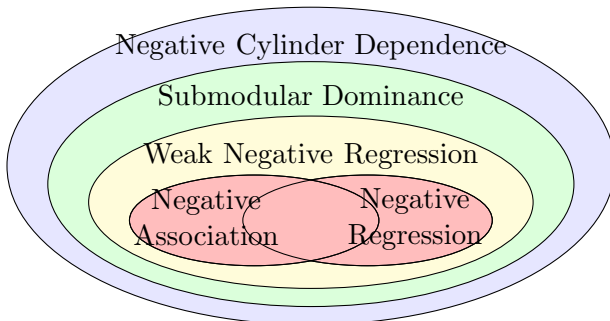 Negative Cylinder Dependence
Submodular Dominance
Weak Negative Regression
Negative
Association
Negative
Regression